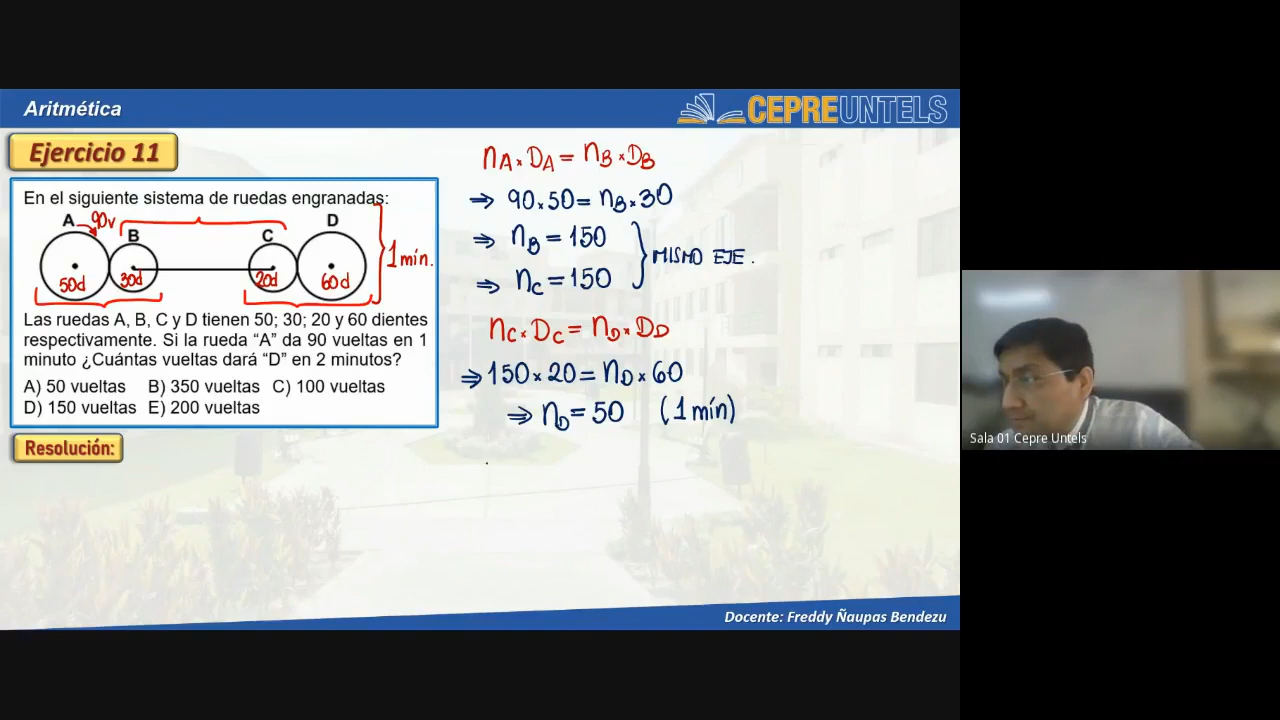 Aritmética
CEPREUNTELS
Ejercicio 11
En el siguiente sistema de ruedas engranadas:
A 90v
B
C
D
50d 30d 20d 60d
1 mín.
Las ruedas A, B, C y D tienen 50; 30; 20 y 60 dientes
respectivamente. Si la rueda “A” da 90 vueltas en 1
minuto ¿Cuántas vueltas dará “D” en 2 minutos?
A) 50 vueltas B) 350 vueltas C) 100 vueltas
D) 150 vueltas E) 200 vueltas
Resolución:
nA × DA = nB × DB
⇒ 90 × 50 = nB × 30
⇒ nB = 150
⇒ nC = 150
} MISMO EJE.
nC × DC = nD × DD
⇒ 150 × 20 = nD × 60
⇒ nD = 50 (1 mín)
Docente: Freddy Ñaupas Bendezu
Sala 01 Cepre Untels